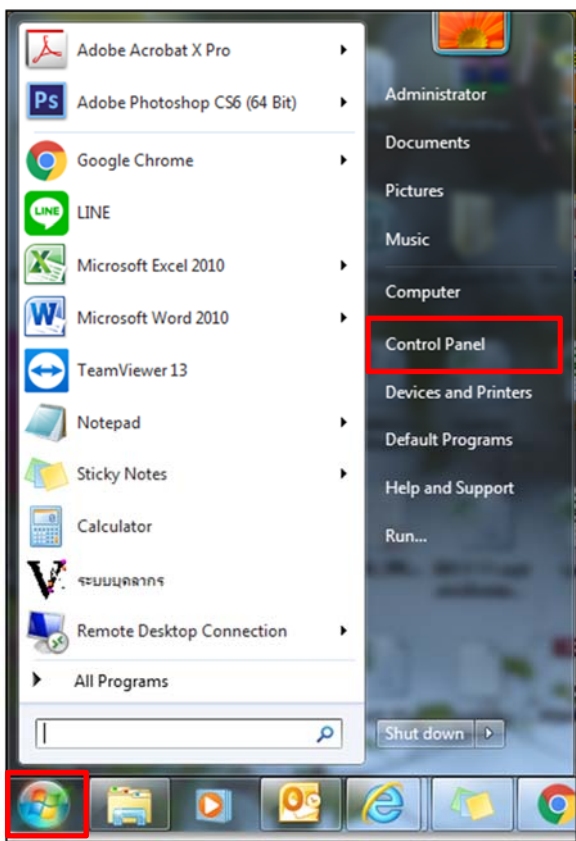 Adobe Acrobat X Pro
Ps Adobe Photoshop CS6 (64 Bit)
Google Chrome
LINE LINE
Microsoft Excel 2010
Microsoft Word 2010
TeamViewer 13
Notepad
Sticky Notes
Calculator
ระบบบุคลากร
Remote Desktop Connection
All Programs
Administrator
Documents
Pictures
Music
Computer
Control Panel
Devices and Printers
Default Programs
Help and Support
Run...
Shut down